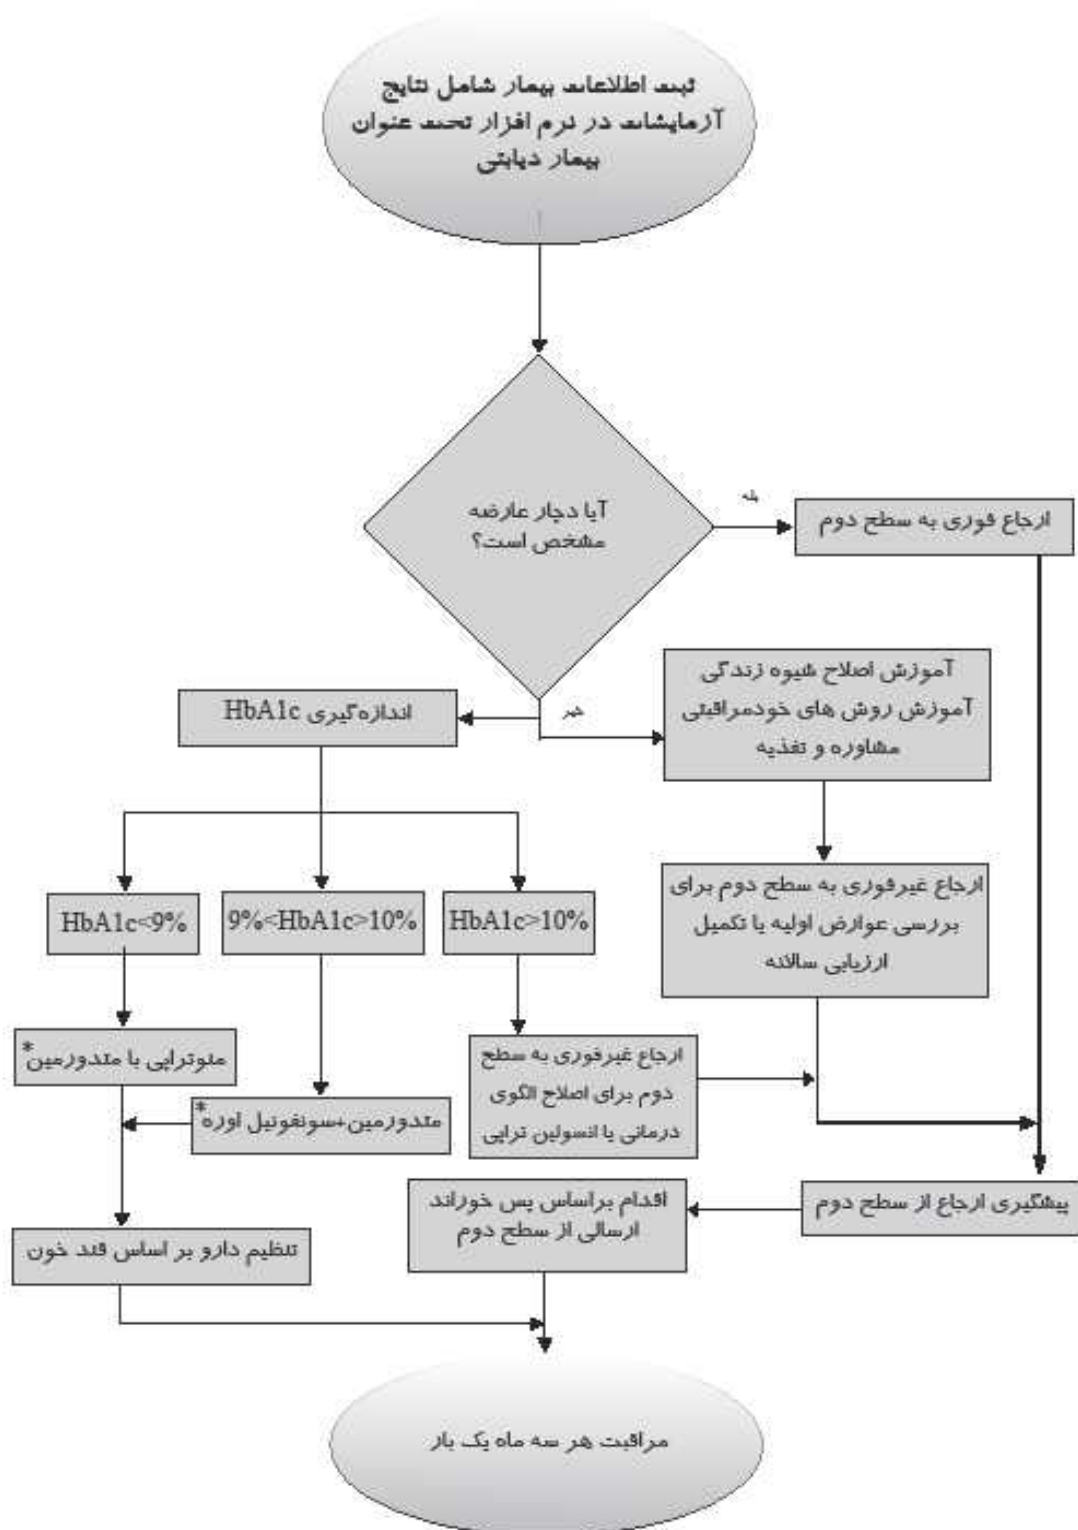 ثبت اطلاعات بیمار شامل نتایج
آزمایشات در نرم افزار تحت عنوان
بیمار دیابتی
آیا دچار عارضه
مشخص است؟
بله
ارجاع فوری به سطح دوم
خیر
آموزش اصلاح شیوه زندگی
آموزش روش های خودمراقبتی
مشاوره و تغذیه
اندازه‌گیری HbA1c
ارجاع غیرفوری به سطح دوم برای
بررسی عوارض اولیه یا تکمیل
ارزیابی سالانه
HbA1c>10%
9%<HbA1c>10%
HbA1c<9%
ارجاع غیرفوری به سطح
دوم برای اصلاح الگوی
درمانی یا انسولین تراپی
منوتراپی با متدورمین*
متدورمین+سونفونیل اوره*
پیشگیری ارجاع از سطح دوم
اقدام براساس پس خوراند
ارسالی از سطح دوم
تنظیم دارو بر اساس قند خون
مراقبت هر سه ماه یک بار